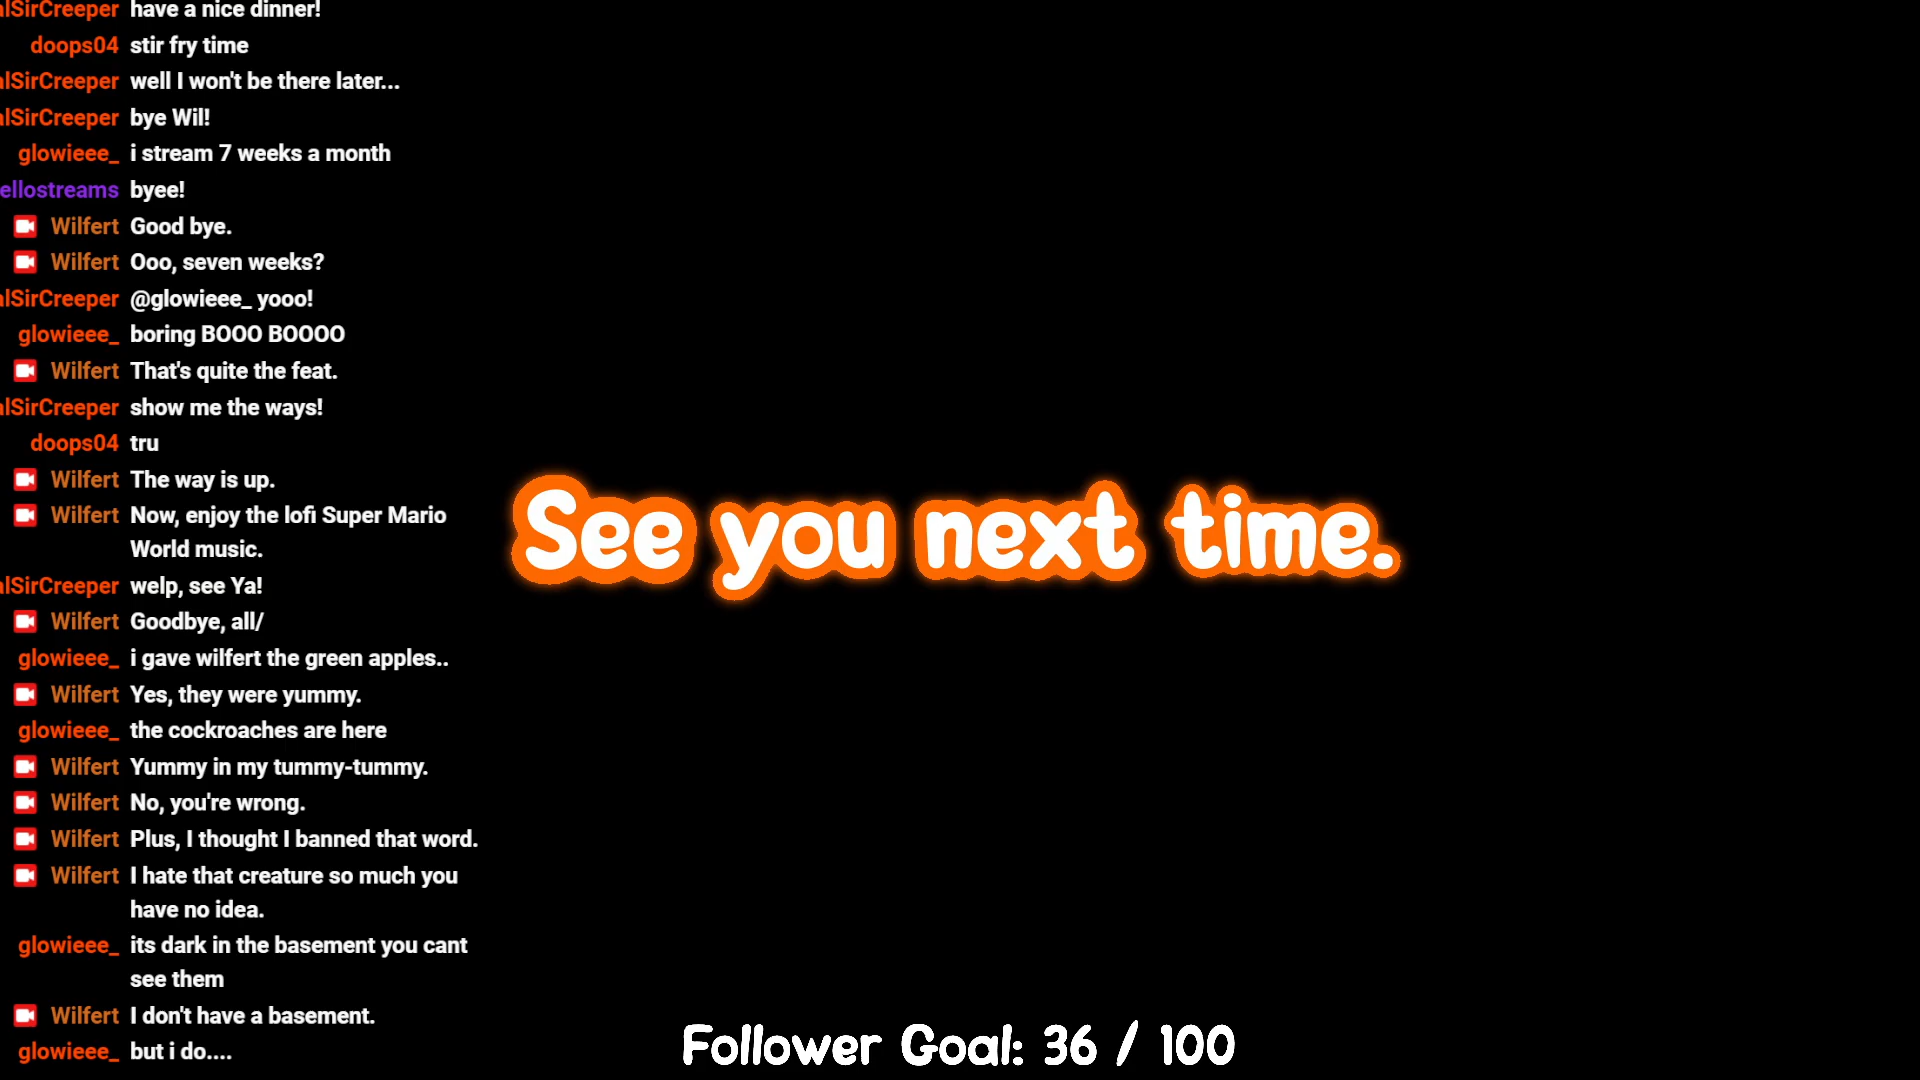 alSirCreeper have a nice dinner!
doops04 stir fry time
alSirCreeper well I won't be there later...
alSirCreeper bye Wil!
glowieee_ i stream 7 weeks a month
ellostreams byee!
Wilfert Good bye.
Wilfert Ooo, seven weeks?
alSirCreeper @glowieee_ yooo!
glowieee_ boring BOOO BOOOO
Wilfert That's quite the feat.
alSirCreeper show me the ways!
doops04 tru
Wilfert The way is up.
Wilfert Now, enjoy the lofi Super Mario
World music.
alSirCreeper welp, see Ya!
Wilfert Goodbye, all/
glowieee_ i gave wilfert the green apples..
Wilfert Yes, they were yummy.
glowieee_ the cockroaches are here
Wilfert Yummy in my tummy-tummy.
Wilfert No, you're wrong.
Wilfert Plus, I thought I banned that word.
Wilfert I hate that creature so much you
have no idea.
glowieee_ its dark in the basement you cant
see them
Wilfert I don't have a basement.
glowieee_ but i do....
See you next time.
Follower Goal: 36 / 100